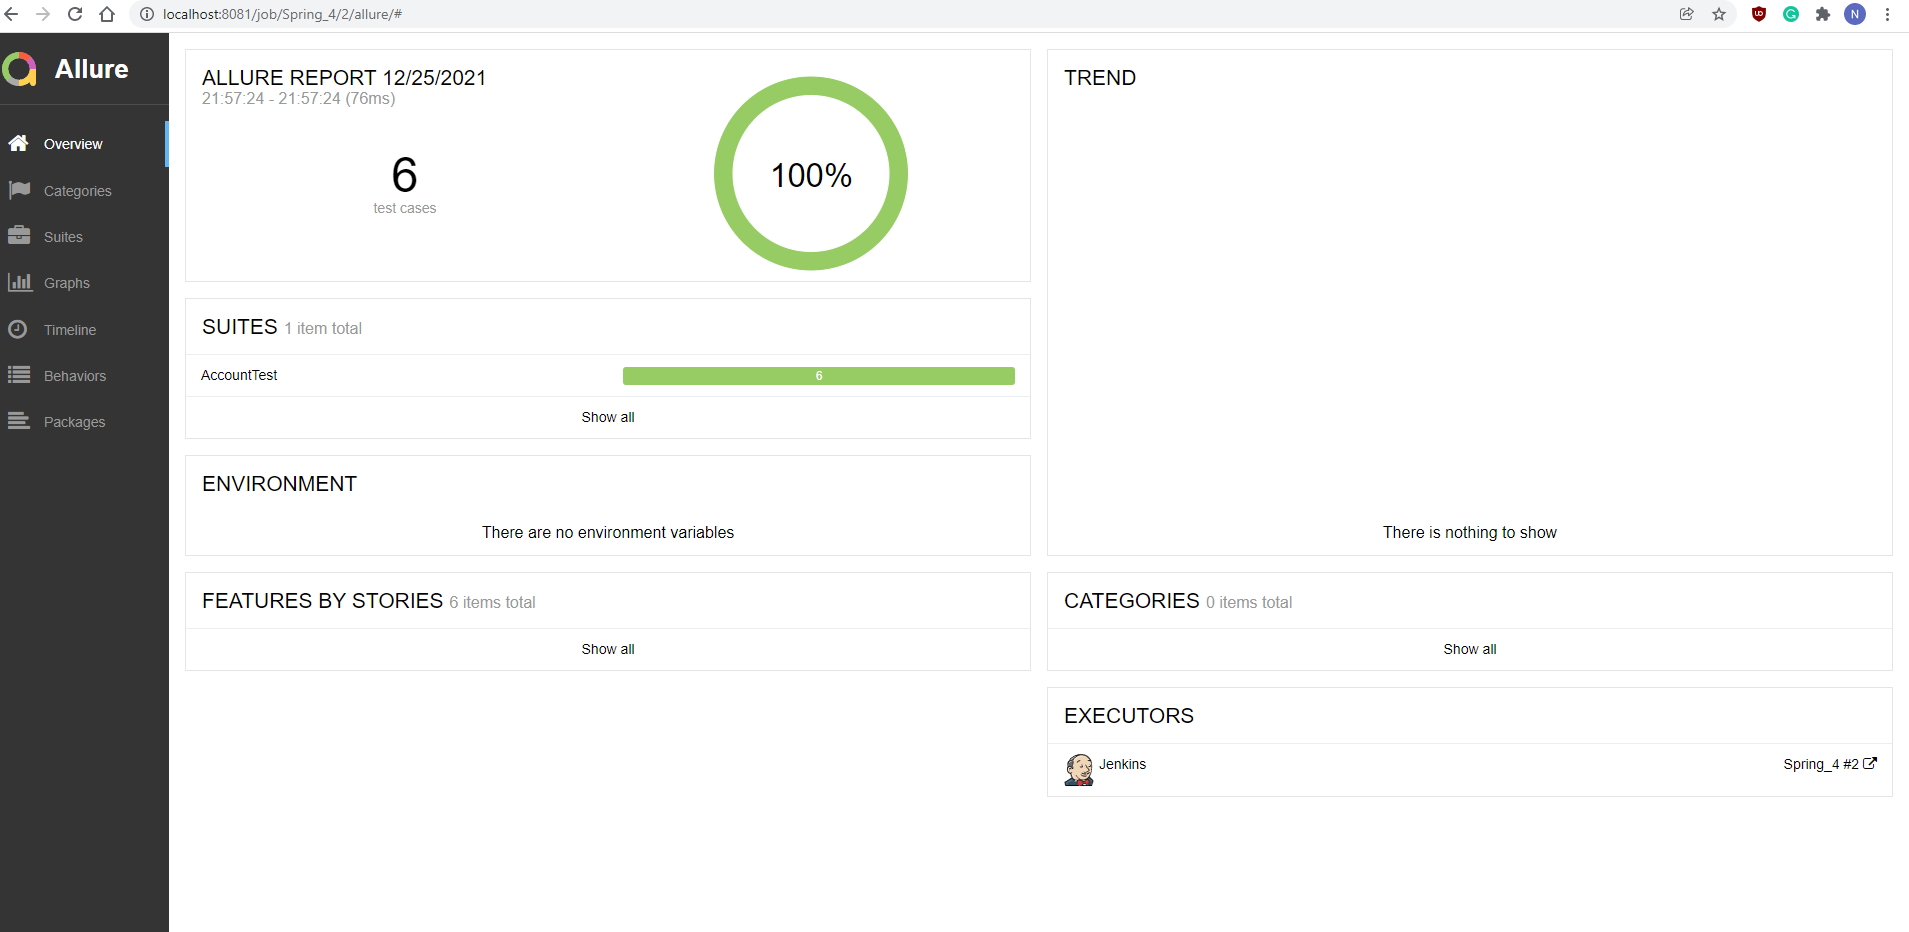 localhost:8081/job/Spring_4/2/allure/#
N
Allure
Overview
Categories
Suites
Graphs
Timeline
Behaviors
Packages
ALLURE REPORT 12/25/2021
21:57:24 - 21:57:24 (76ms)
6
test cases
100%
SUITES 1 item total
AccountTest 6
Show all
ENVIRONMENT
There are no environment variables
FEATURES BY STORIES 6 items total
Show all
TREND
There is nothing to show
CATEGORIES 0 items total
Show all
EXECUTORS
Jenkins Spring_4 #2